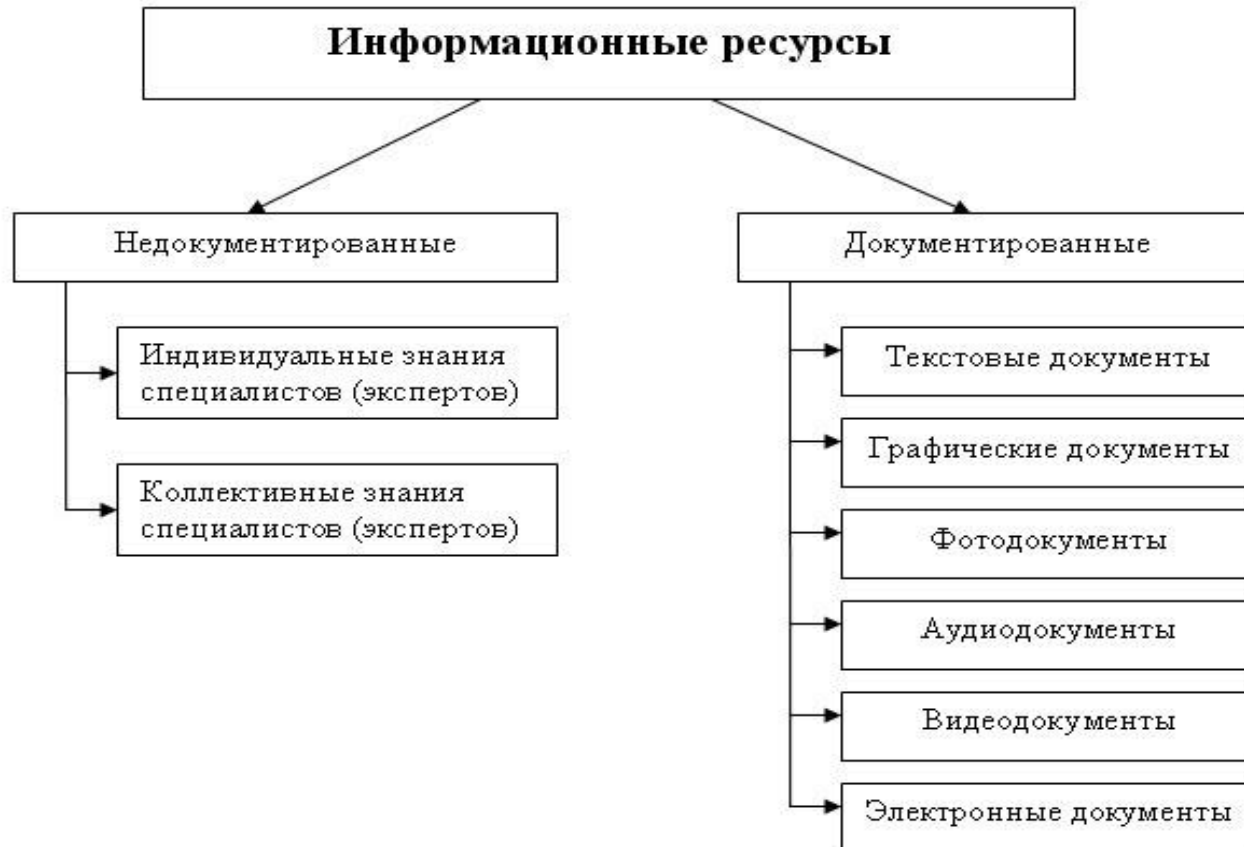 Информационные ресурсы
Недокументированные
Индивидуальные знания
специалистов (экспертов)
Коллективные знания
специалистов (экспертов)
Документированные
Текстовые документы
Графические документы
Фотодокументы
Аудиодокументы
Видеодокументы
Электронные документы